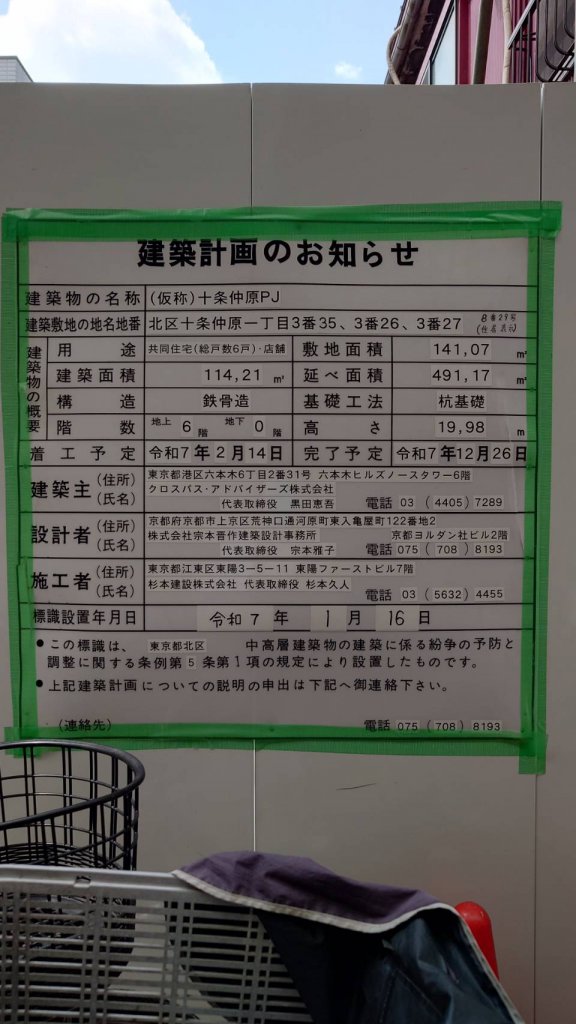 建築計画のお知らせ
建築物の名称 (仮称)十条仲原PJ
建築敷地の地名地番 北区十条仲原一丁目3番35、3番26、3番27 8番29号(住居表示)
建築物の概要
用途 共同住宅(総戸数6戸)・店舗 敷地面積 141,07 ㎡
建築面積 114,21 ㎡ 延べ面積 491,17 ㎡
構造 鉄骨造 基礎工法 杭基礎
階数 地上 6 階 地下 0 階 高さ 19,98 m
着工予定 令和7年2月14日 完了予定 令和7年12月26日
建築主 (住所) 東京都港区六本木6丁目2番31号 六本木ヒルズノースタワー6階
(氏名) クロスパス・アドバイザーズ株式会社
代表取締役 黒田恵吾 電話 03 (4405) 7289
設計者 (住所) 京都府京都市上京区荒神口通河原町東入亀屋町122番地2
(氏名) 株式会社宗本晋作建築設計事務所 京都ヨルダン社ビル2階
代表取締役 宗本雅子 電話 075 (708) 8193
施工者 (住所) 東京都江東区東陽3-5-11 東陽ファーストビル7階
(氏名) 杉本建設株式会社 代表取締役 杉本久人
電話 03 (5632) 4455
標識設置年月日 令和7年 1月 16日
●この標識は、 東京都北区 中高層建築物の建築に係る紛争の予防と
調整に関する条例第5条第1項の規定により設置したものです。
●上記建築計画についての説明の申出は下記へ御連絡下さい。
(連絡先) 電話 075 (708) 8193